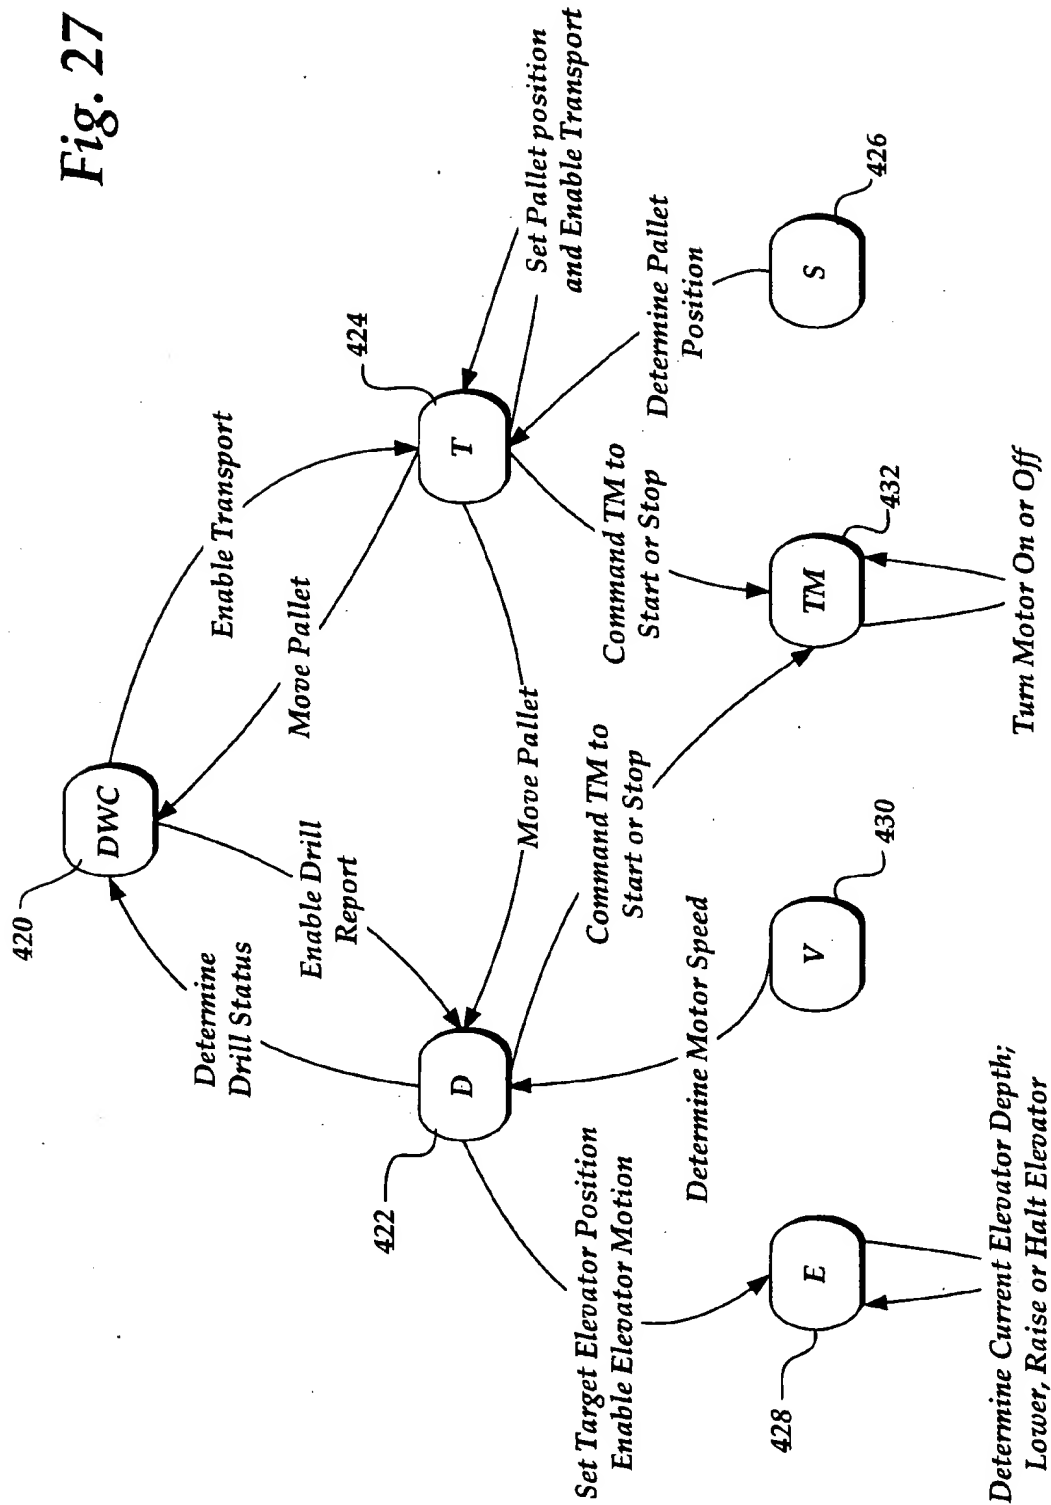 Fig. 27
420
DWC
Enable Transport
Determine
Drill Status
Enable Drill
Report
Move Pallet
424
422
D
Move Pallet
T
Set Pallet position
and Enable Transport
Set Target Elevator Position
Enable Elevator Motion
Determine Motor Speed
Command TM to
Start or Stop
Command TM to
Start or Stop
Determine Pallet
Position
428
E
V
430
TM
432
S
426
Determine Current Elevator Depth;
Lower, Raise or Halt Elevator
Turn Motor On or Off